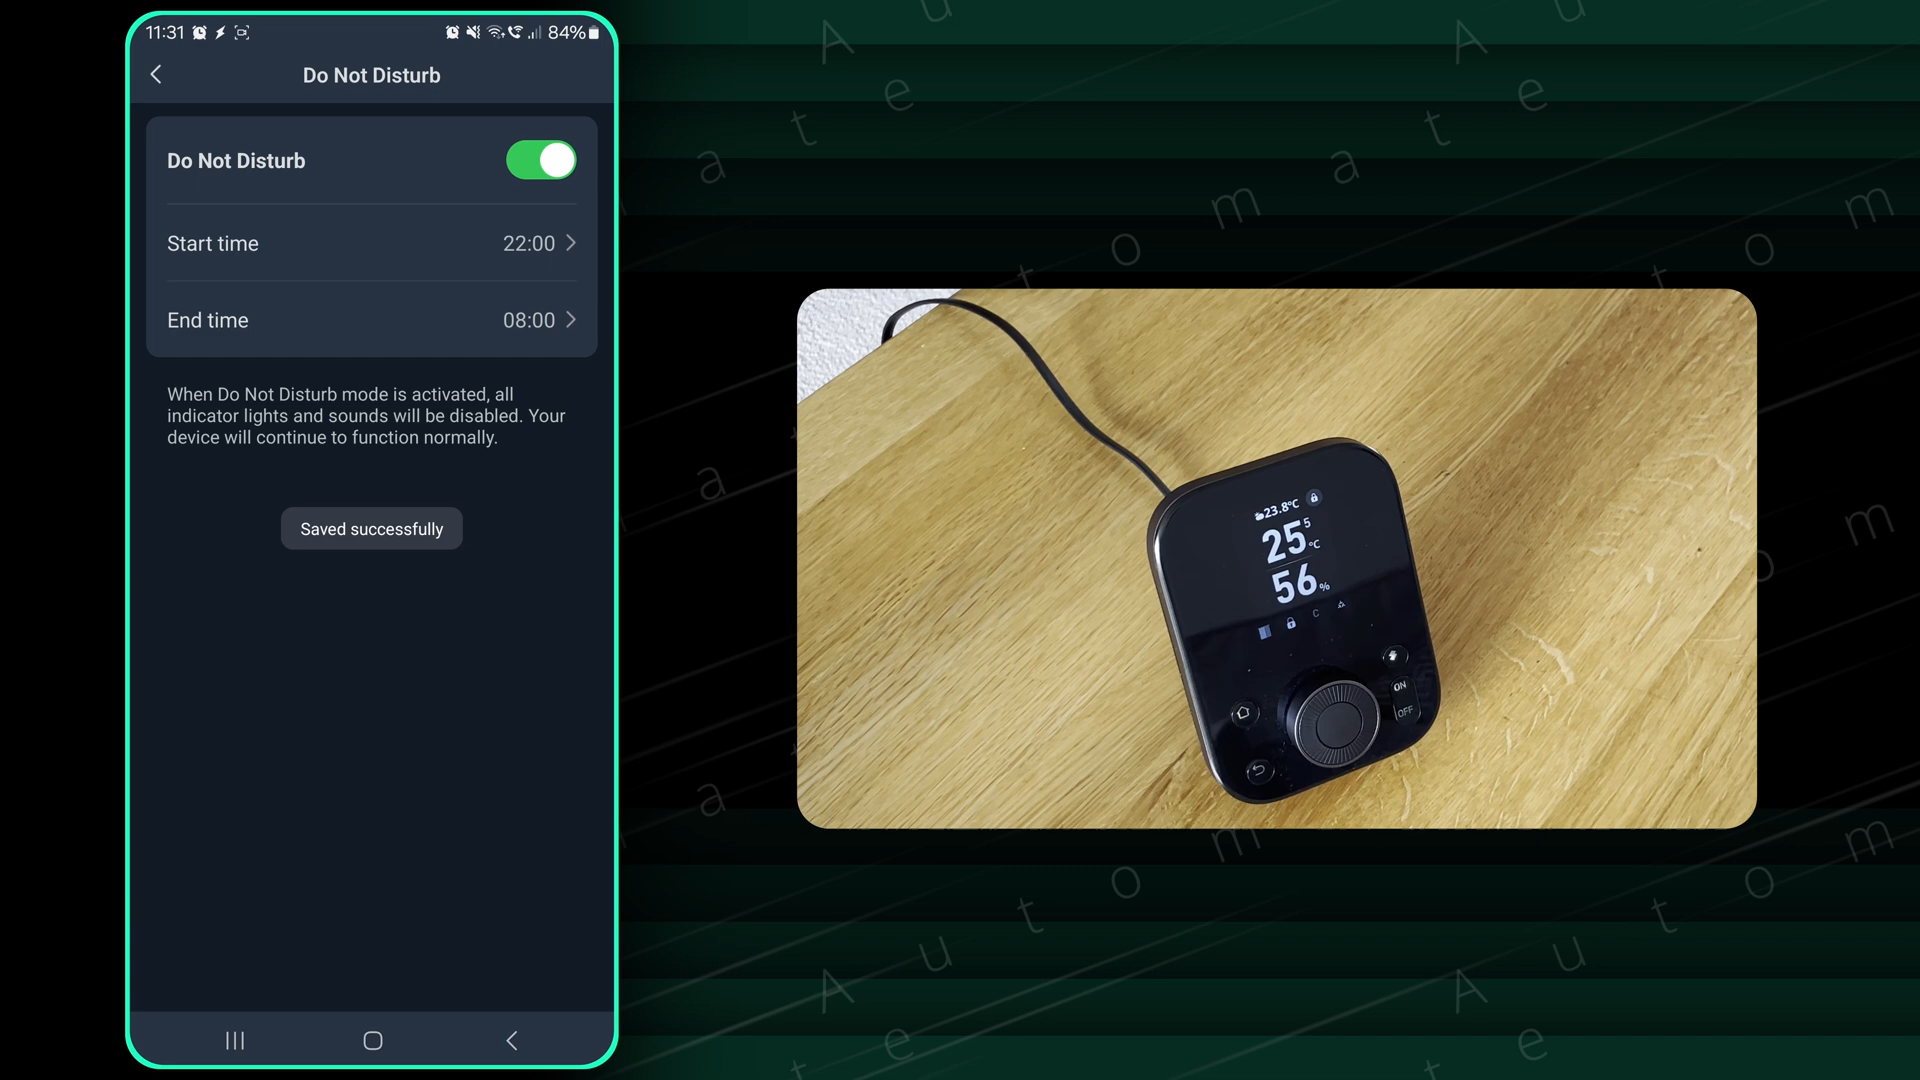 11:31
84%
Do Not Disturb
Do Not Disturb
Start time
22:00
End time
08:00
When Do Not Disturb mode is activated, all
indicator lights and sounds will be disabled. Your
device will continue to function normally.
Saved successfully
23.8°C
25 5 °C
56 %
C
ON
OFF
A u t o m a t e
A u t o m a t e
A u t o m a t e
A u t o m a t e